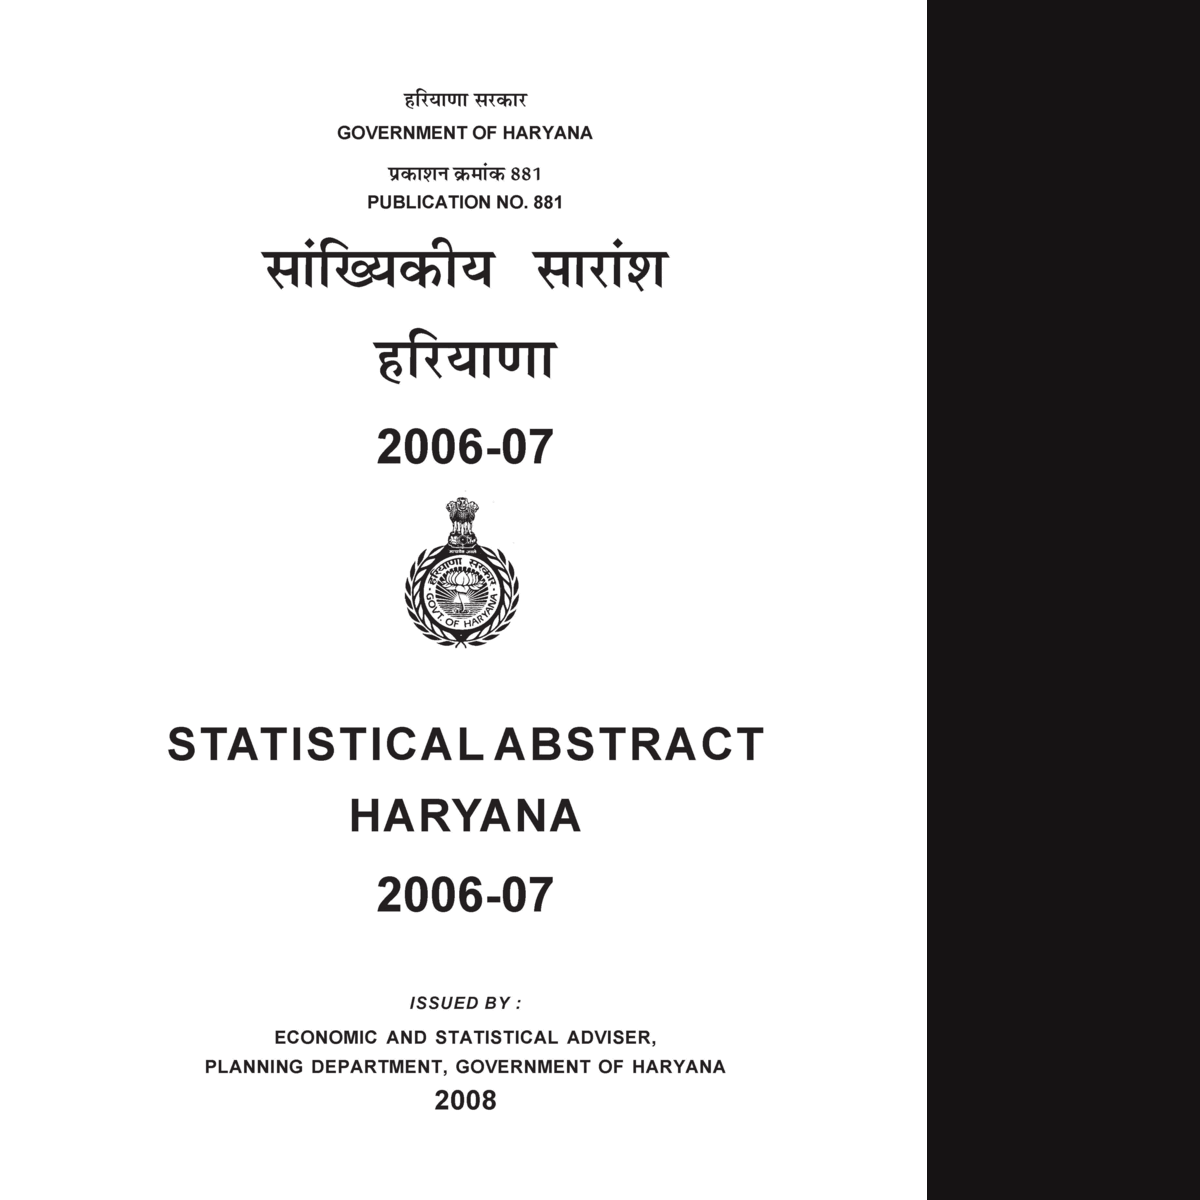 हरियाणा सरकार
GOVERNMENT OF HARYANA
प्रकाशन क्रमांक 881
PUBLICATION NO. 881
सांख्यिकीय सारांश
हरियाणा
2006-07
हरियाणा सरकार
GOVT. OF HARYANA
STATISTICAL ABSTRACT
HARYANA
2006-07
ISSUED BY :
ECONOMIC AND STATISTICAL ADVISER,
PLANNING DEPARTMENT, GOVERNMENT OF HARYANA
2008